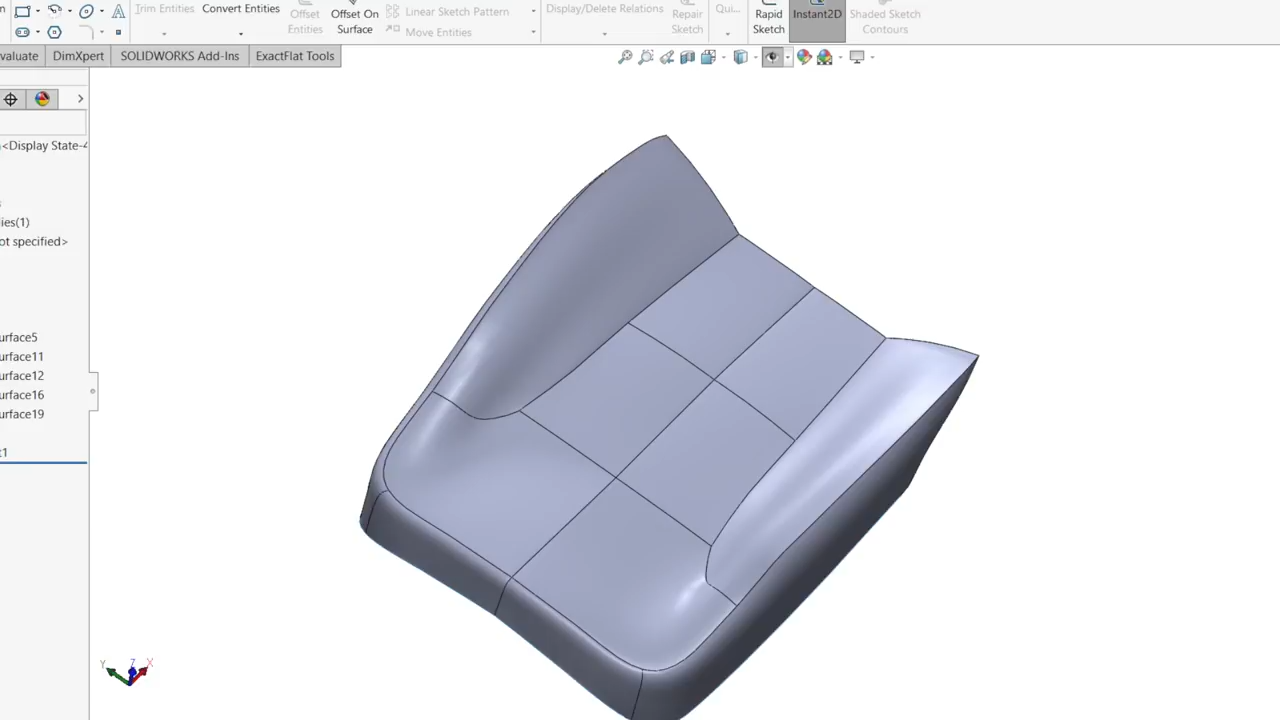 Trim Entities
Convert Entities
Offset
Entities
Offset On
Surface
Linear Sketch Pattern
Move Entities
Display/Delete Relations
Repair
Sketch
Qui...
Rapid
Sketch
Instant2D
Shaded Sketch
Contours
valuate
DimXpert
SOLIDWORKS Add-Ins
ExactFlat Tools
<Display State-4
s
ies(1)
ot specified>
urface5
urface11
urface12
urface16
urface19
t1
Y
Z
X